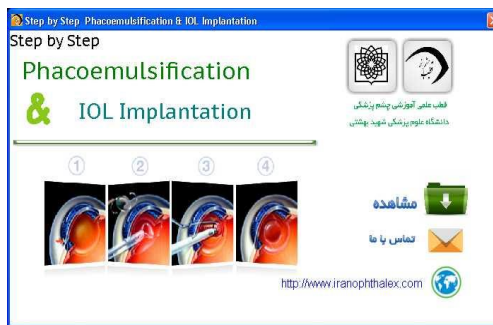 Step by Step Phacoemulsification & IOL Implantation
Step by Step
Phacoemulsification
& IOL Implantation
قطب علمی آموزشی چشم پزشکی
دانشگاه علوم پزشکی شهید بهشتی
1 2 3 4
مشاهده
تماس با ما
http://www.iranophthalex.com